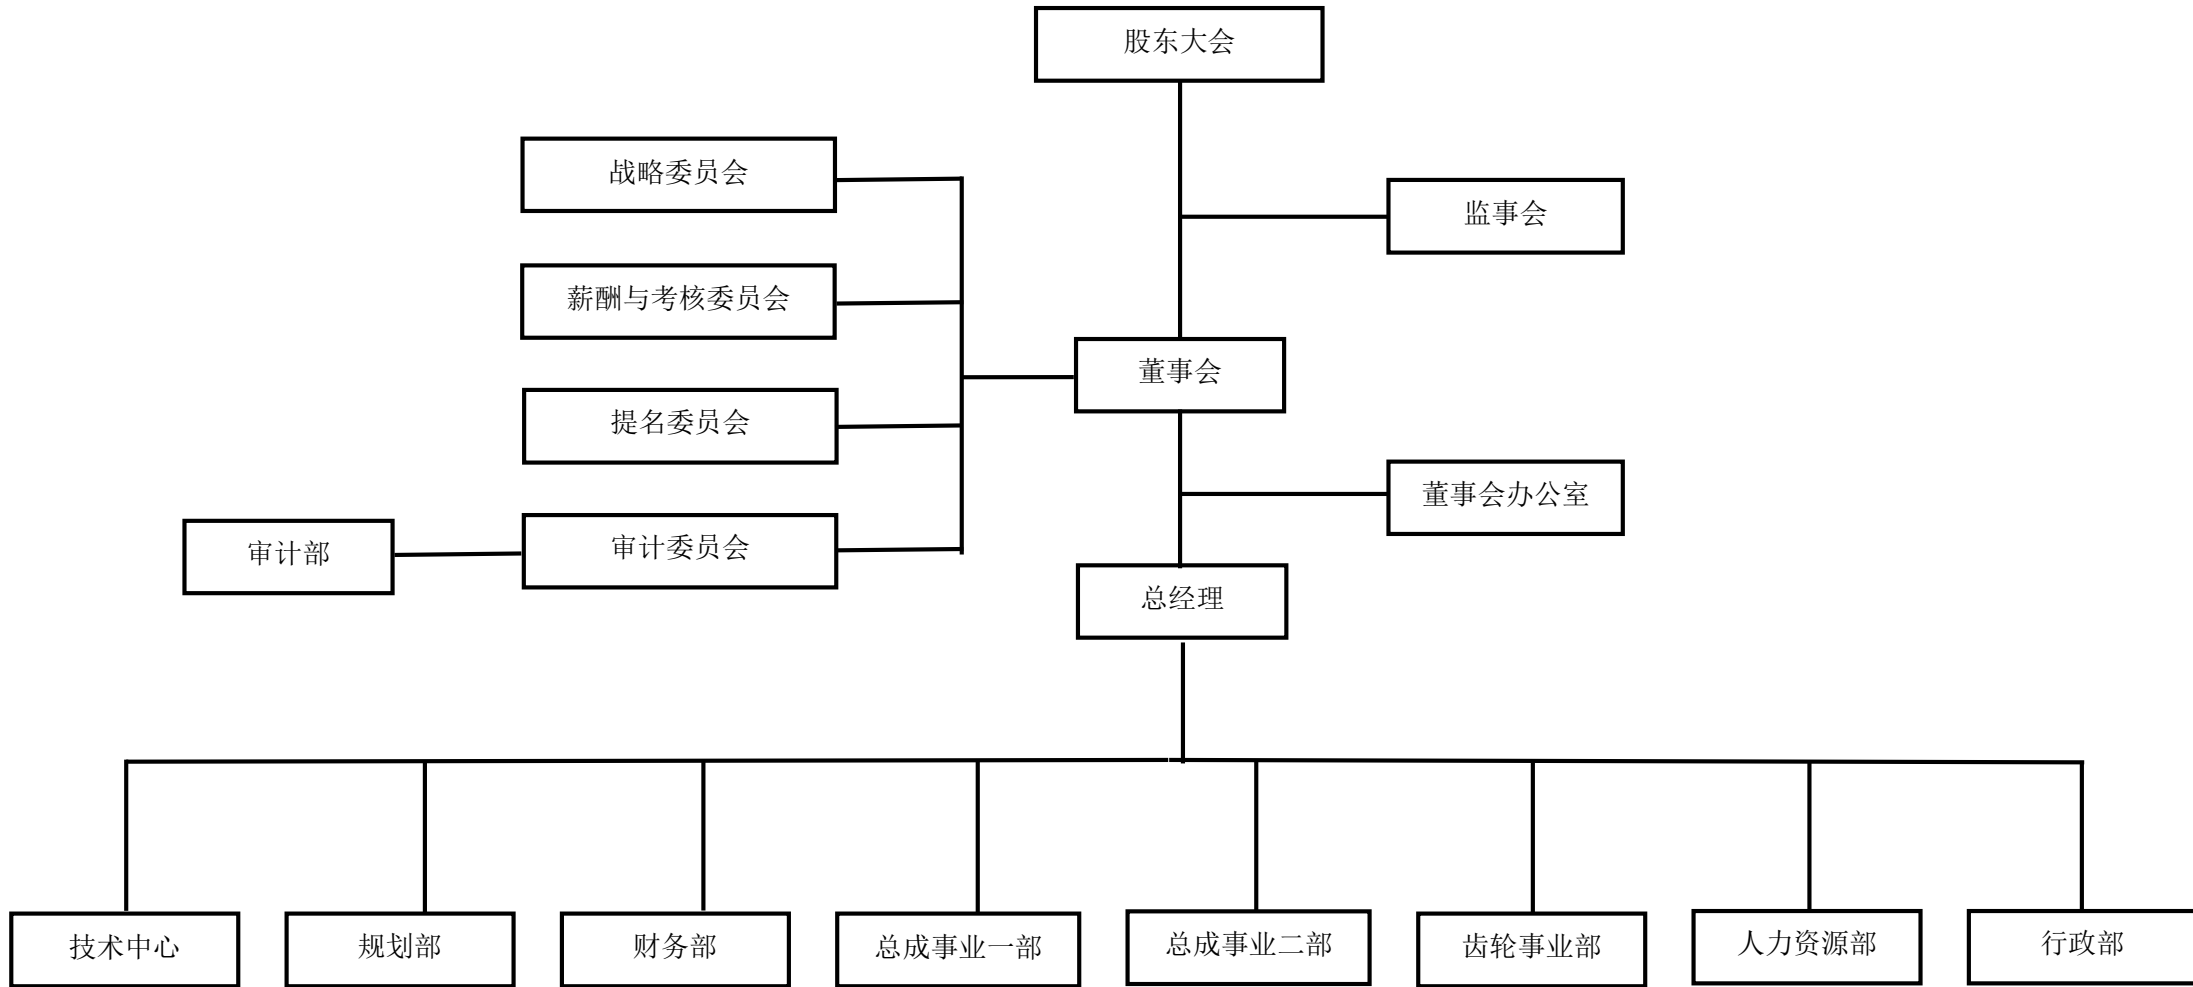 股东大会
战略委员会
监事会
薪酬与考核委员会
董事会
提名委员会
董事会办公室
审计部
审计委员会
总经理
技术中心
规划部
财务部
总成事业一部
总成事业二部
齿轮事业部
人力资源部
行政部